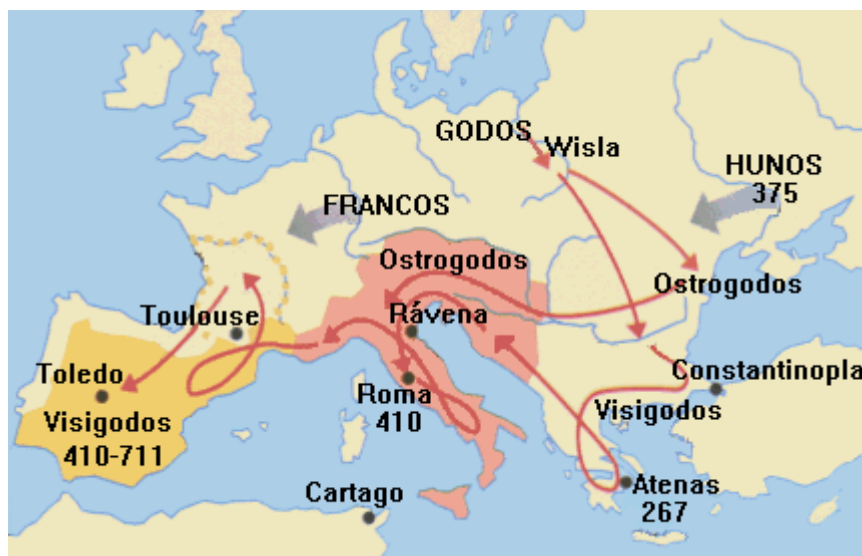 GODOS
Wisla
HUNOS
375
FRANCOS
Ostrogodos
Ostrogodos
Toulouse
Rávena
Toledo
Roma
410
Constantinopla
Visigodos
Visigodos
410-711
Cartago
Atenas
267